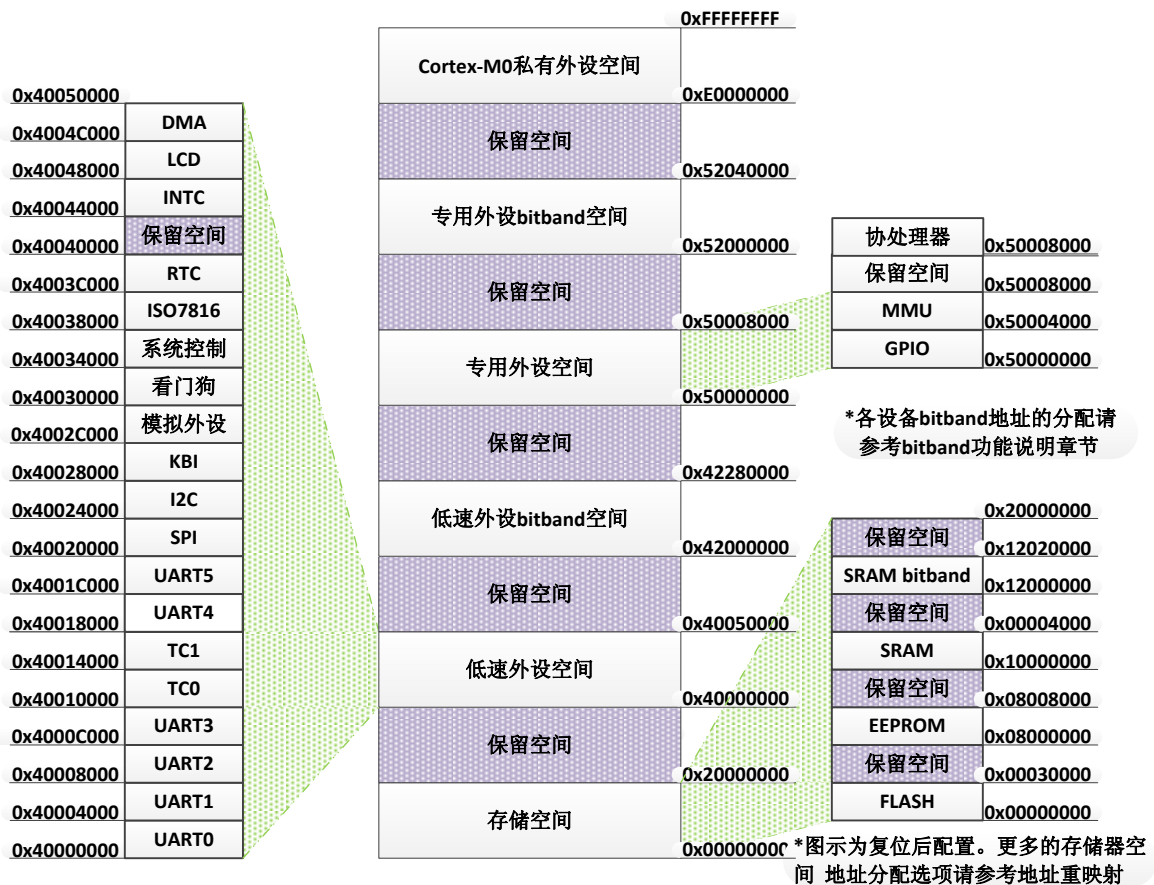 0xFFFFFFFF
Cortex-M0私有外设空间
0xE0000000
保留空间
0x52040000
专用外设bitband空间
0x52000000
保留空间
0x50008000
专用外设空间
0x50000000
保留空间
0x42280000
低速外设bitband空间
0x42000000
保留空间
0x40050000
低速外设空间
0x40000000
保留空间
0x20000000
存储空间
0x00000000
0x40050000
DMA
0x4004C000
LCD
0x40048000
INTC
0x40044000
保留空间
0x40040000
RTC
0x4003C000
ISO7816
0x40038000
系统控制
0x40034000
看门狗
0x40030000
模拟外设
0x4002C000
KBI
0x40028000
I2C
0x40024000
SPI
0x40020000
UART5
0x4001C000
UART4
0x40018000
TC1
0x40014000
TC0
0x40010000
UART3
0x4000C000
UART2
0x40008000
UART1
0x40004000
UART0
0x40000000
协处理器
0x50008000
保留空间
0x50008000
MMU
0x50004000
GPIO
0x50000000
*各设备bitband地址的分配请
参考bitband功能说明章节
0x20000000
保留空间
0x12020000
SRAM bitband
0x12000000
保留空间
0x00004000
SRAM
0x10000000
保留空间
0x08008000
EEPROM
0x08000000
保留空间
0x00030000
FLASH
0x00000000
*图示为复位后配置。更多的存储器空
间 地址分配选项请参考地址重映射